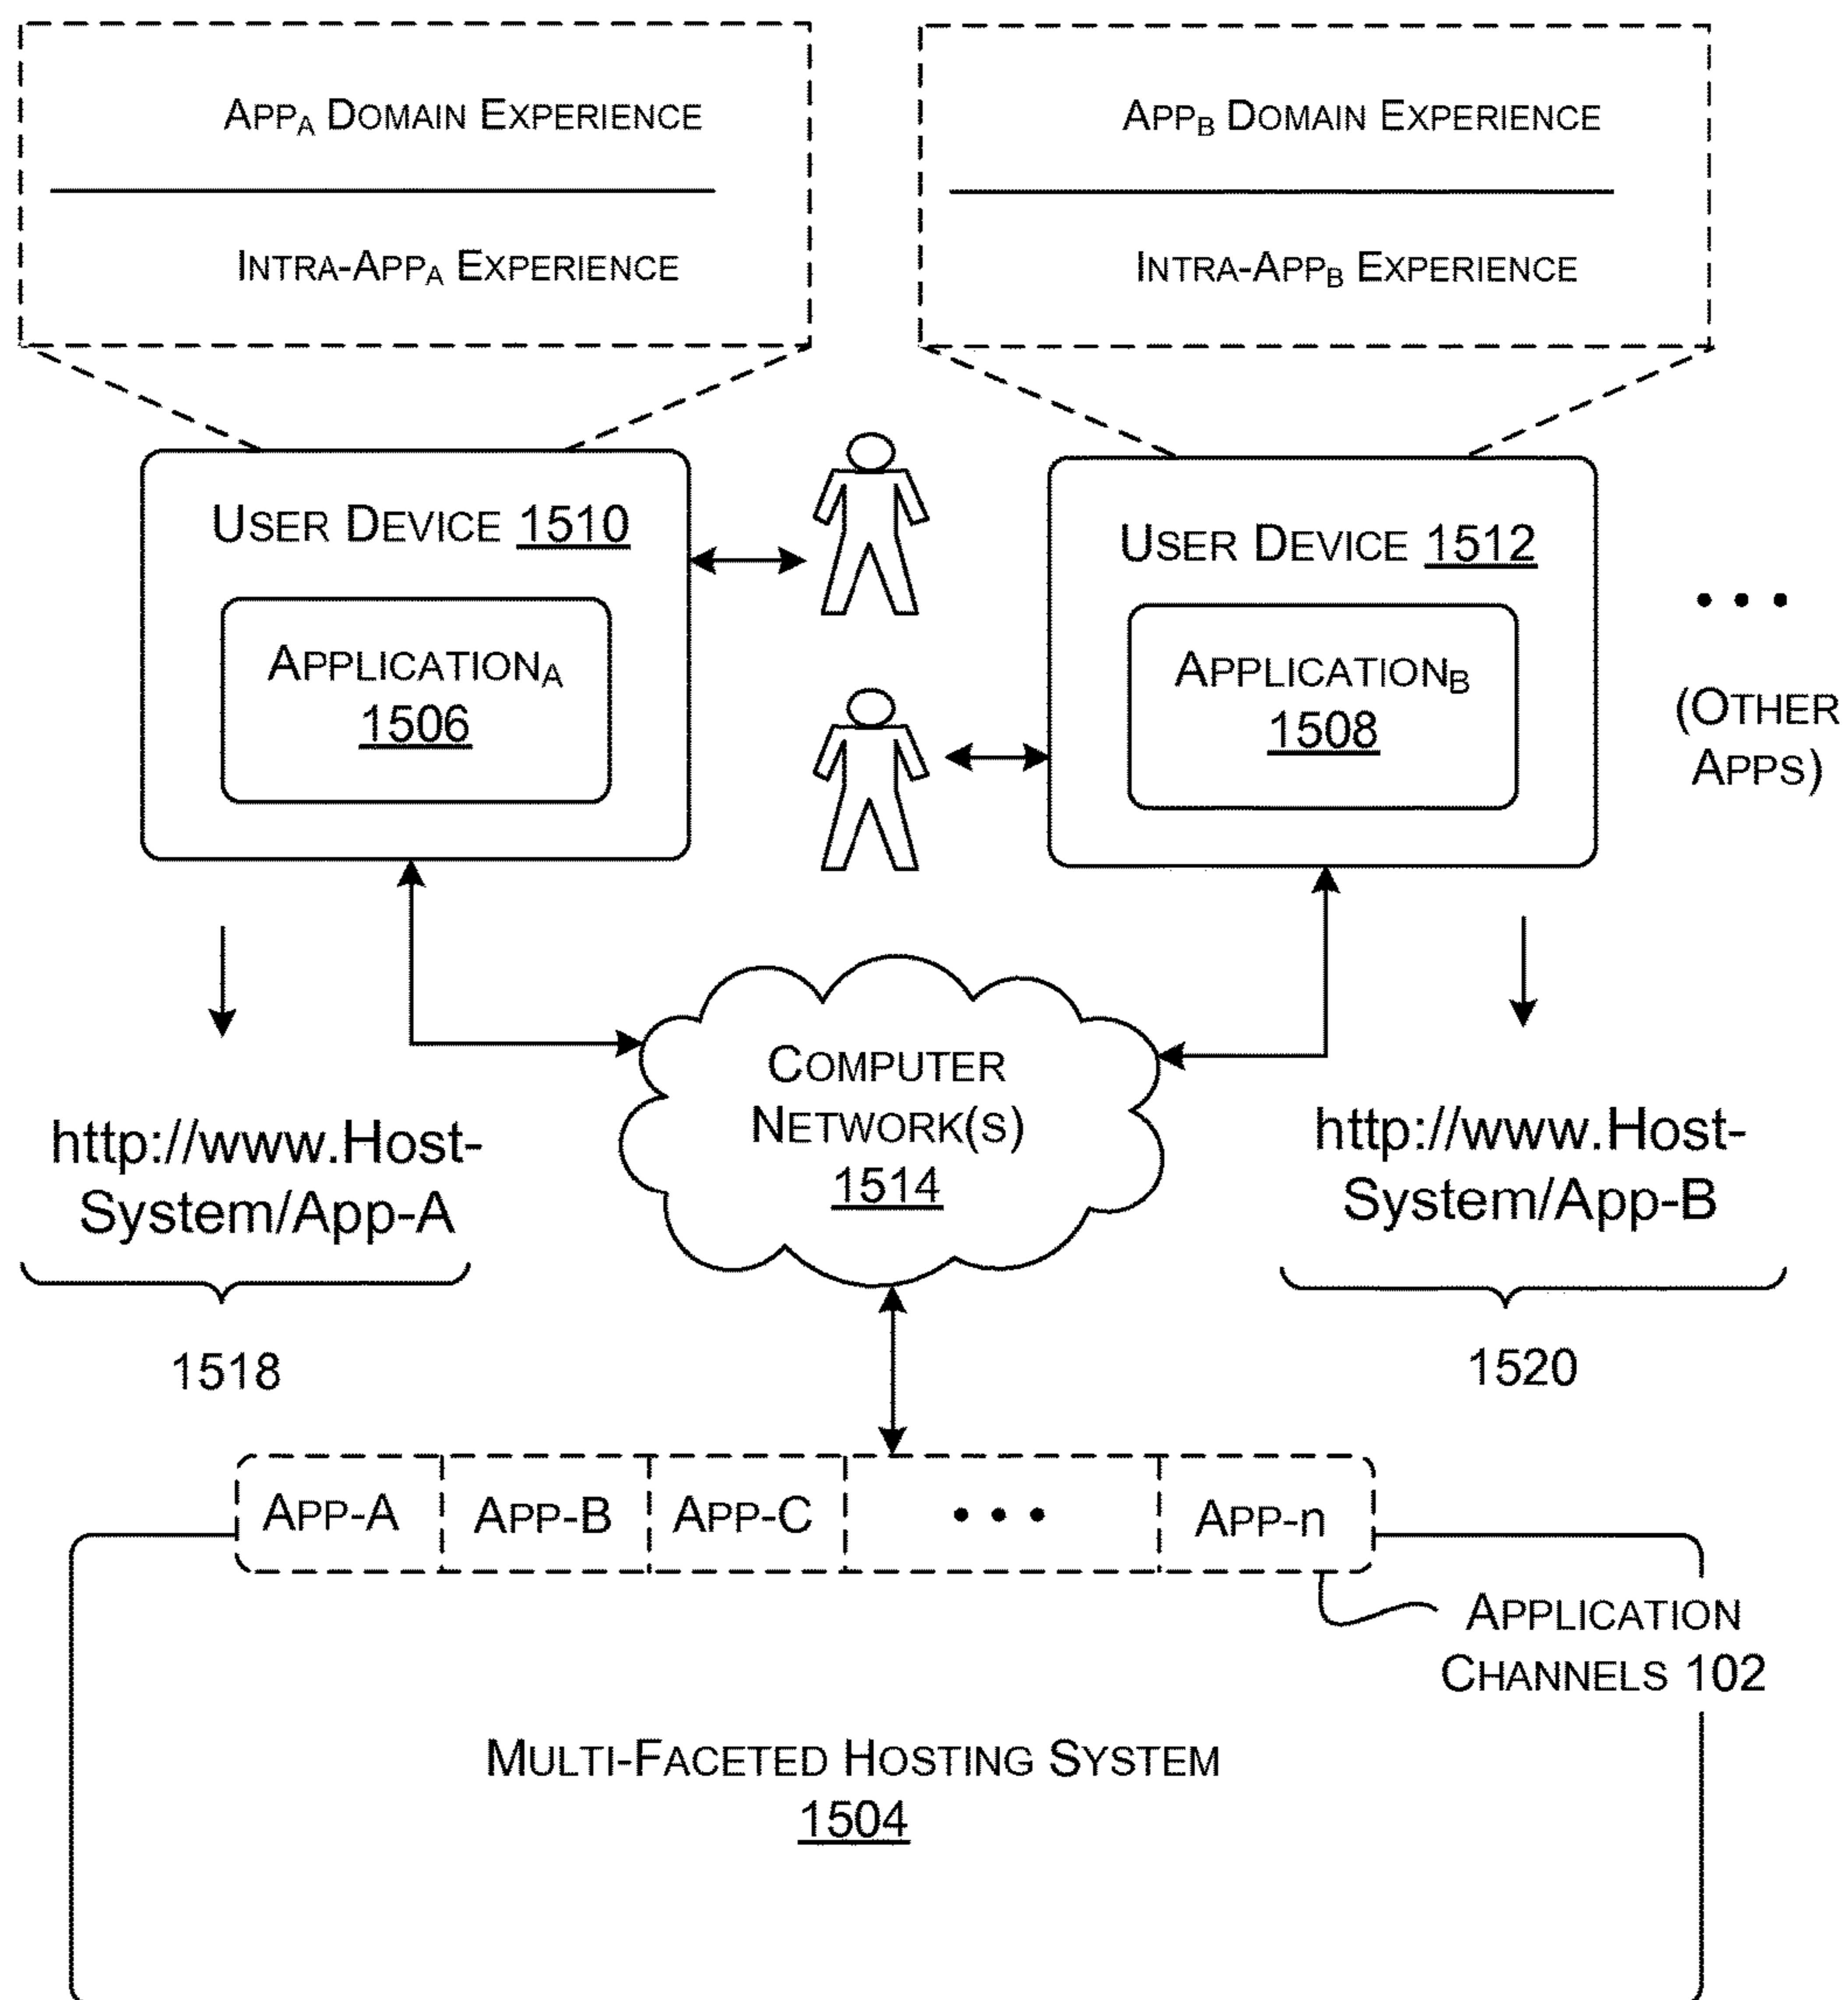 APPA DOMAIN EXPERIENCE
INTRA-APPA EXPERIENCE
APPB DOMAIN EXPERIENCE
INTRA-APPB EXPERIENCE
USER DEVICE 1510
APPLICATIONA
1506
USER DEVICE 1512
APPLICATIONB
1508
(OTHER
APPS)
http://www.Host-
System/App-A
1518
COMPUTER
NETWORK(S)
1514
http://www.Host-
System/App-B
1520
APP-A
APP-B
APP-C
• • •
APP-n
APPLICATION
CHANNELS 102
MULTI-FACETED HOSTING SYSTEM
1504